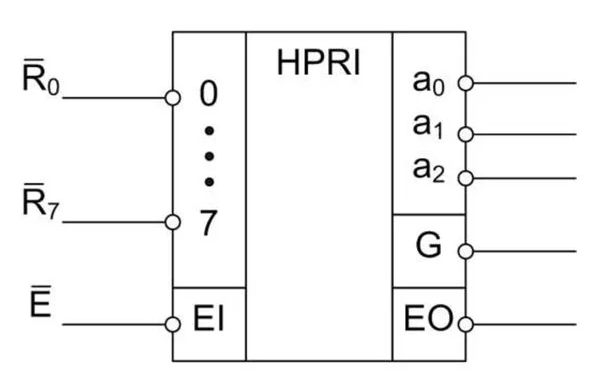 HPRI
R̅₀
0
a₀
a₁
a₂
R̅₇
7
G
E̅
EI
EO